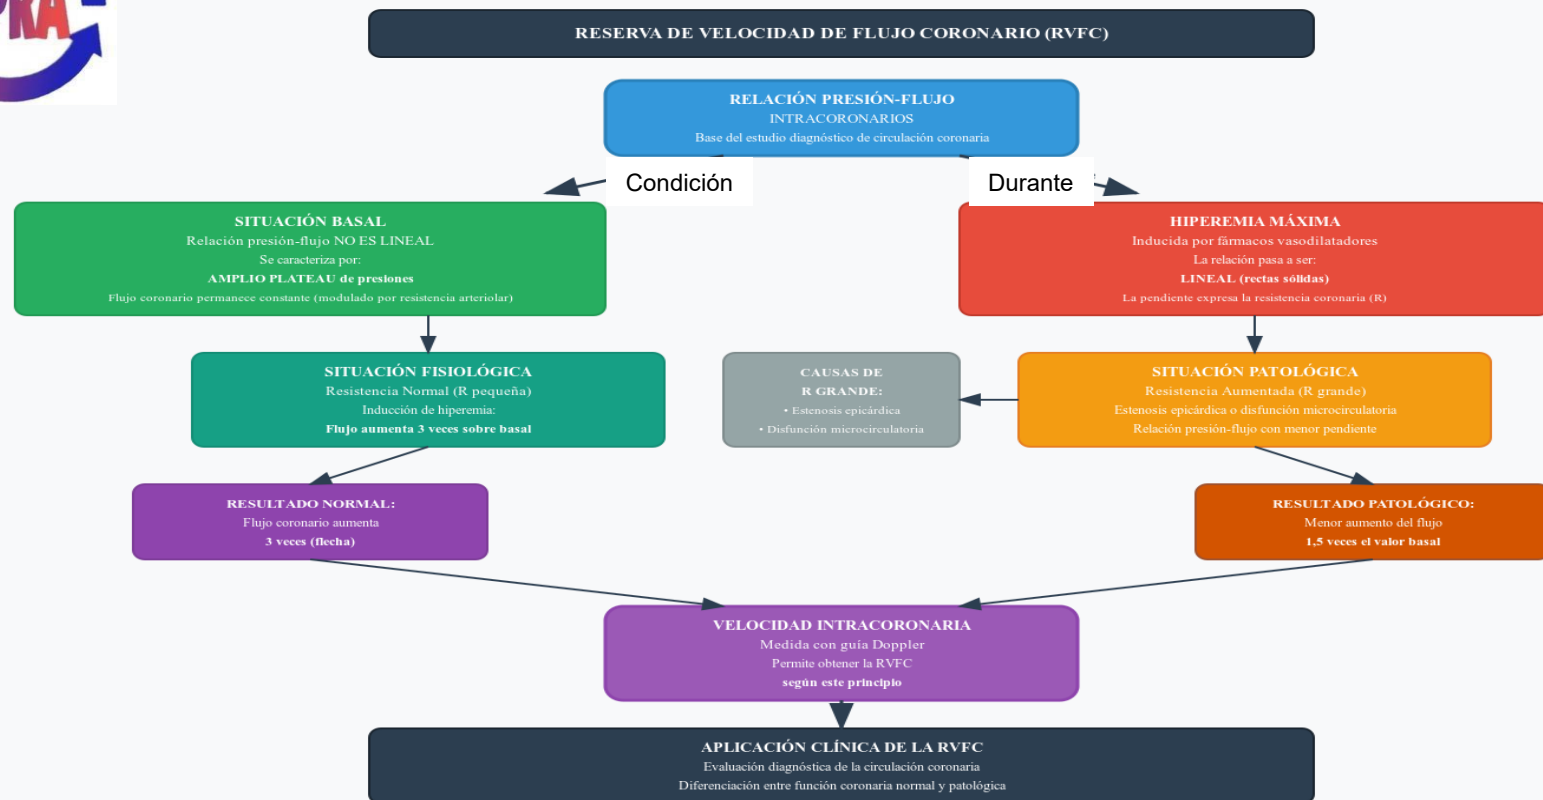 RESERVA DE VELOCIDAD DE FLUJO CORONARIO (RVFC)
RELACIÓN PRESIÓN-FLUJO
INTRACORONARIOS
Base del estudio diagnóstico de circulación coronaria
Condición
Durante
SITUACIÓN BASAL
Relación presión-flujo NO ES LINEAL
Se caracteriza por:
AMPLIO PLATEAU de presiones
Flujo coronario permanece constante (modulado por resistencia arteriolar)
HIPEREMIA MÁXIMA
Inducida por fármacos vasodilatadores
La relación pasa a ser:
LINEAL (rectas sólidas)
La pendiente expresa la resistencia coronaria (R)
SITUACIÓN FISIOLÓGICA
Resistencia Normal (R pequeña)
Inducción de hiperemia:
Flujo aumenta 3 veces sobre basal
CAUSAS DE
R GRANDE:
• Estenosis epicárdica
• Disfunción microcirculatoria
SITUACIÓN PATOLÓGICA
Resistencia Aumentada (R grande)
Estenosis epicárdica o disfunción microcirculatoria
Relación presión-flujo con menor pendiente
RESULTADO NORMAL:
Flujo coronario aumenta
3 veces (flecha)
RESULTADO PATOLÓGICO:
Menor aumento del flujo
1,5 veces el valor basal
VELOCIDAD INTRACORONARIA
Medida con guía Doppler
Permite obtener la RVFC
según este principio
APLICACIÓN CLÍNICA DE LA RVFC
Evaluación diagnóstica de la circulación coronaria
Diferenciación entre función coronaria normal y patológica